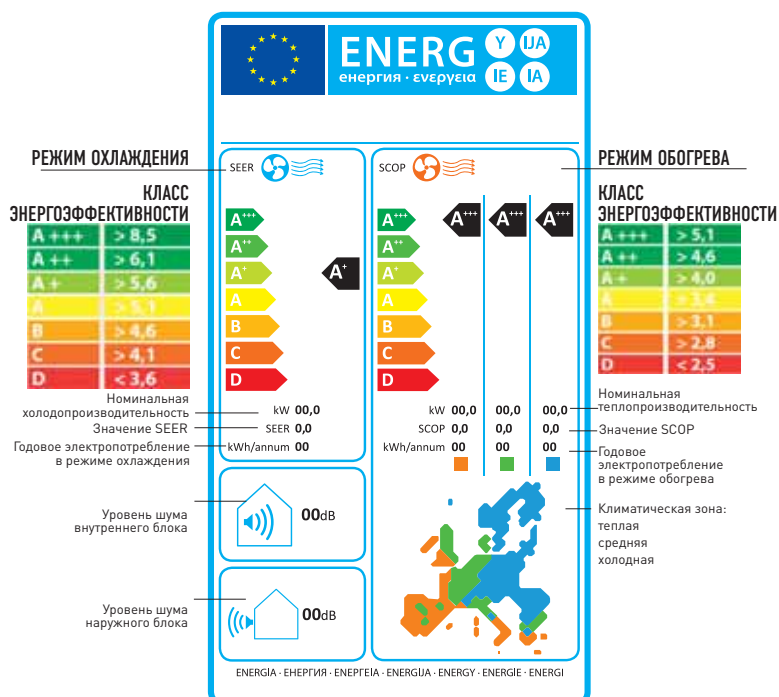 ENERG Y IJA
енергия · ενεργεια IE IA
РЕЖИМ ОХЛАЖДЕНИЯ
КЛАСС
ЭНЕРГОЭФФЕКТИВНОСТИ
A +++ > 8,5
A ++ > 6,1
A + > 5,6
A > 5,1
B > 4,6
C > 4,1
D < 3,6
Номинальная
холодопроизводительность
Значение SEER
Годовое электропотребление
в режиме охлаждения
Уровень шума
внутреннего блока
Уровень шума
наружного блока
SEER
A+++
A++
A+
A
B
C
D
A+
kW 00,0
SEER 0,0
kWh/annum 00
00dB
00dB
SCOP
A+++
A++
A+
A
B
C
D
A+++ A+++ A+++
kW 00,0 00,0 00,0
SCOP 0,0 0,0 0,0
kWh/annum 00 00 00
РЕЖИМ ОБОГРЕВА
КЛАСС
ЭНЕРГОЭФФЕКТИВНОСТИ
A +++ > 5,1
A ++ > 4,6
A + > 4,0
A > 3,4
B > 3,1
C > 2,8
D < 2,5
Номинальная
теплопроизводительность
Значение SCOP
Годовое
электропотребление
в режиме обогрева
Климатическая зона:
теплая
средняя
холодная
ENERGIA · ЕНЕРГИЯ · ΕΝΕΡΓΕΙΑ · ENERGIJA · ENERGY · ENERGIE · ENERGI